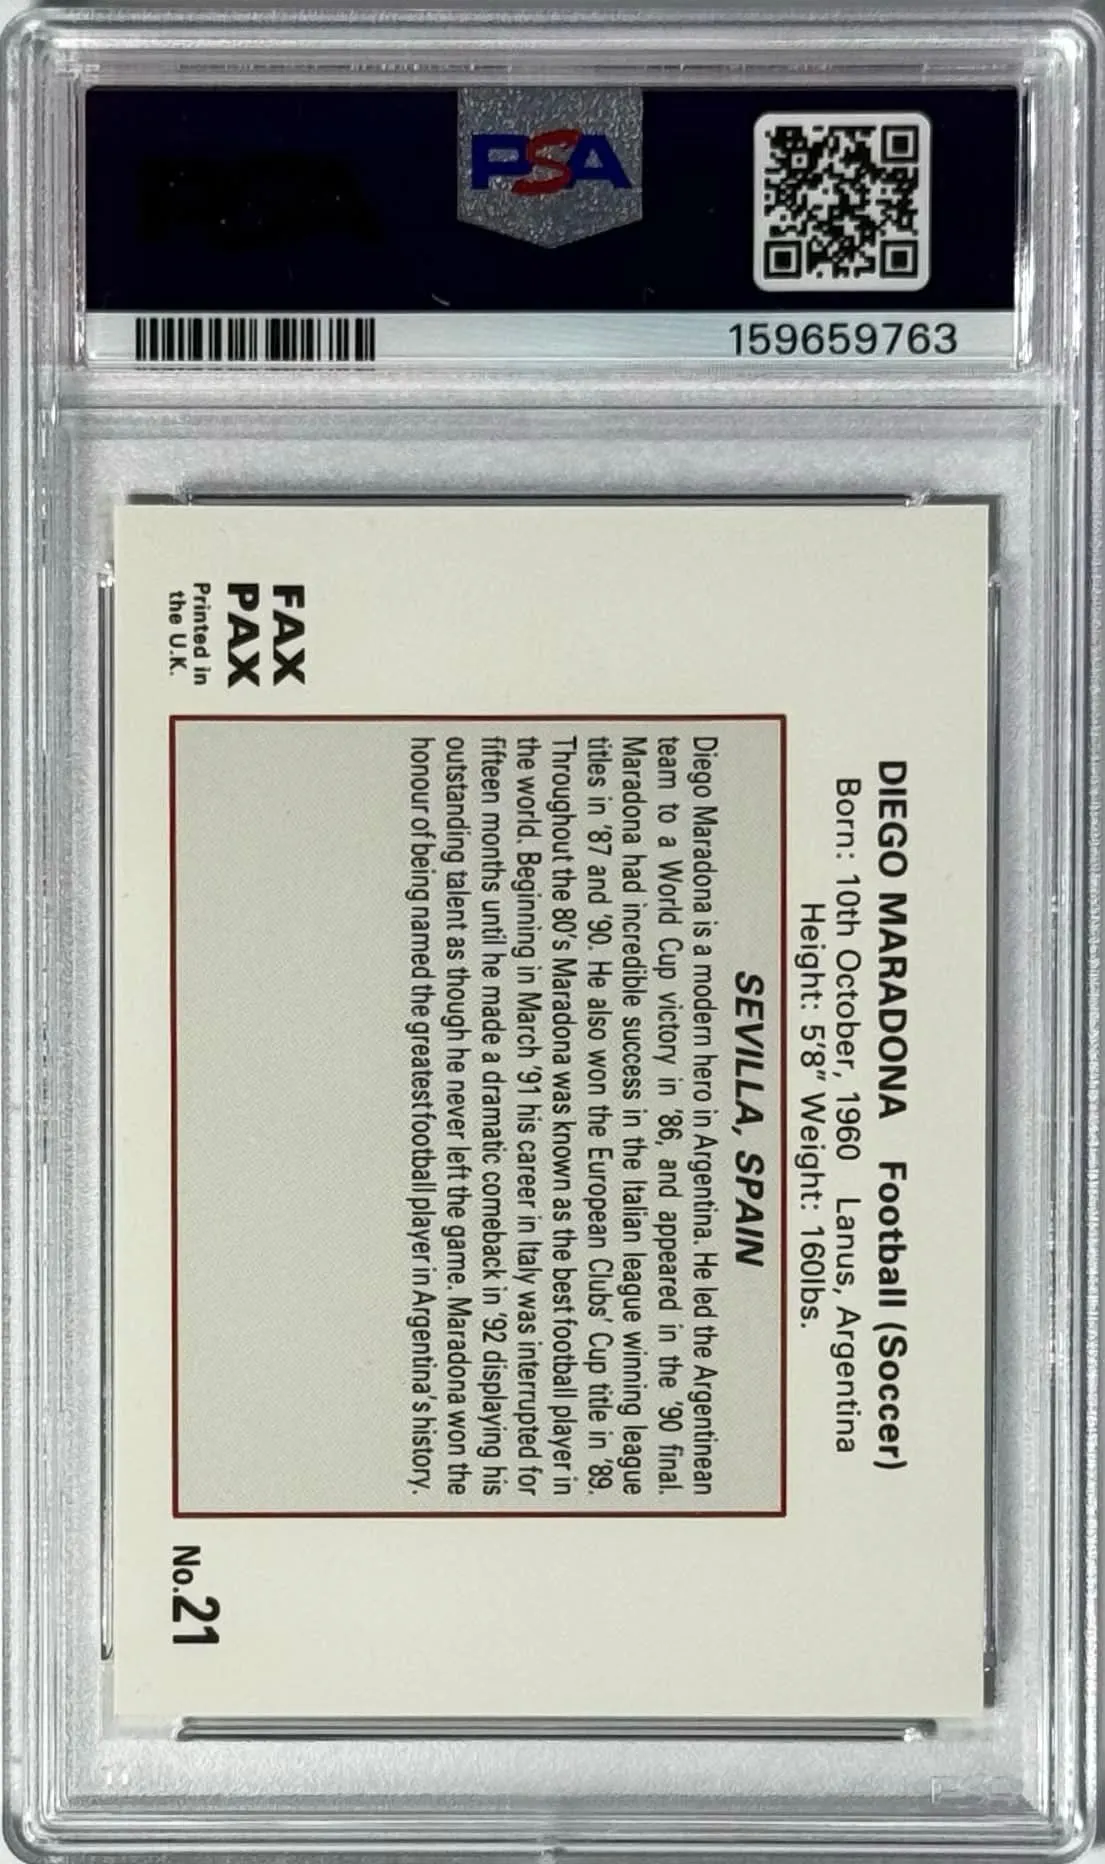 PSA
159659763
DIEGO MARADONA Football (Soccer)
Born: 10th October, 1960 Lanus, Argentina
Height: 5'8" Weight: 160lbs.
SEVILLA, SPAIN
Diego Maradona is a modern hero in Argentina. He led the Argentinean
team to a World Cup victory in '86, and appeared in the '90 final.
Maradona had incredible success in the Italian league winning league
titles in '87 and '90. He also won the European Clubs' Cup title in '89.
Throughout the 80's Maradona was known as the best football player in
the world. Beginning in March '91 his career in Italy was interrupted for
fifteen months until he made a dramatic comeback in '92 displaying his
outstanding talent as though he never left the game. Maradona won the
honour of being named the greatest football player in Argentina's history.
FAX
PAX
Printed in
the U.K.
No.21